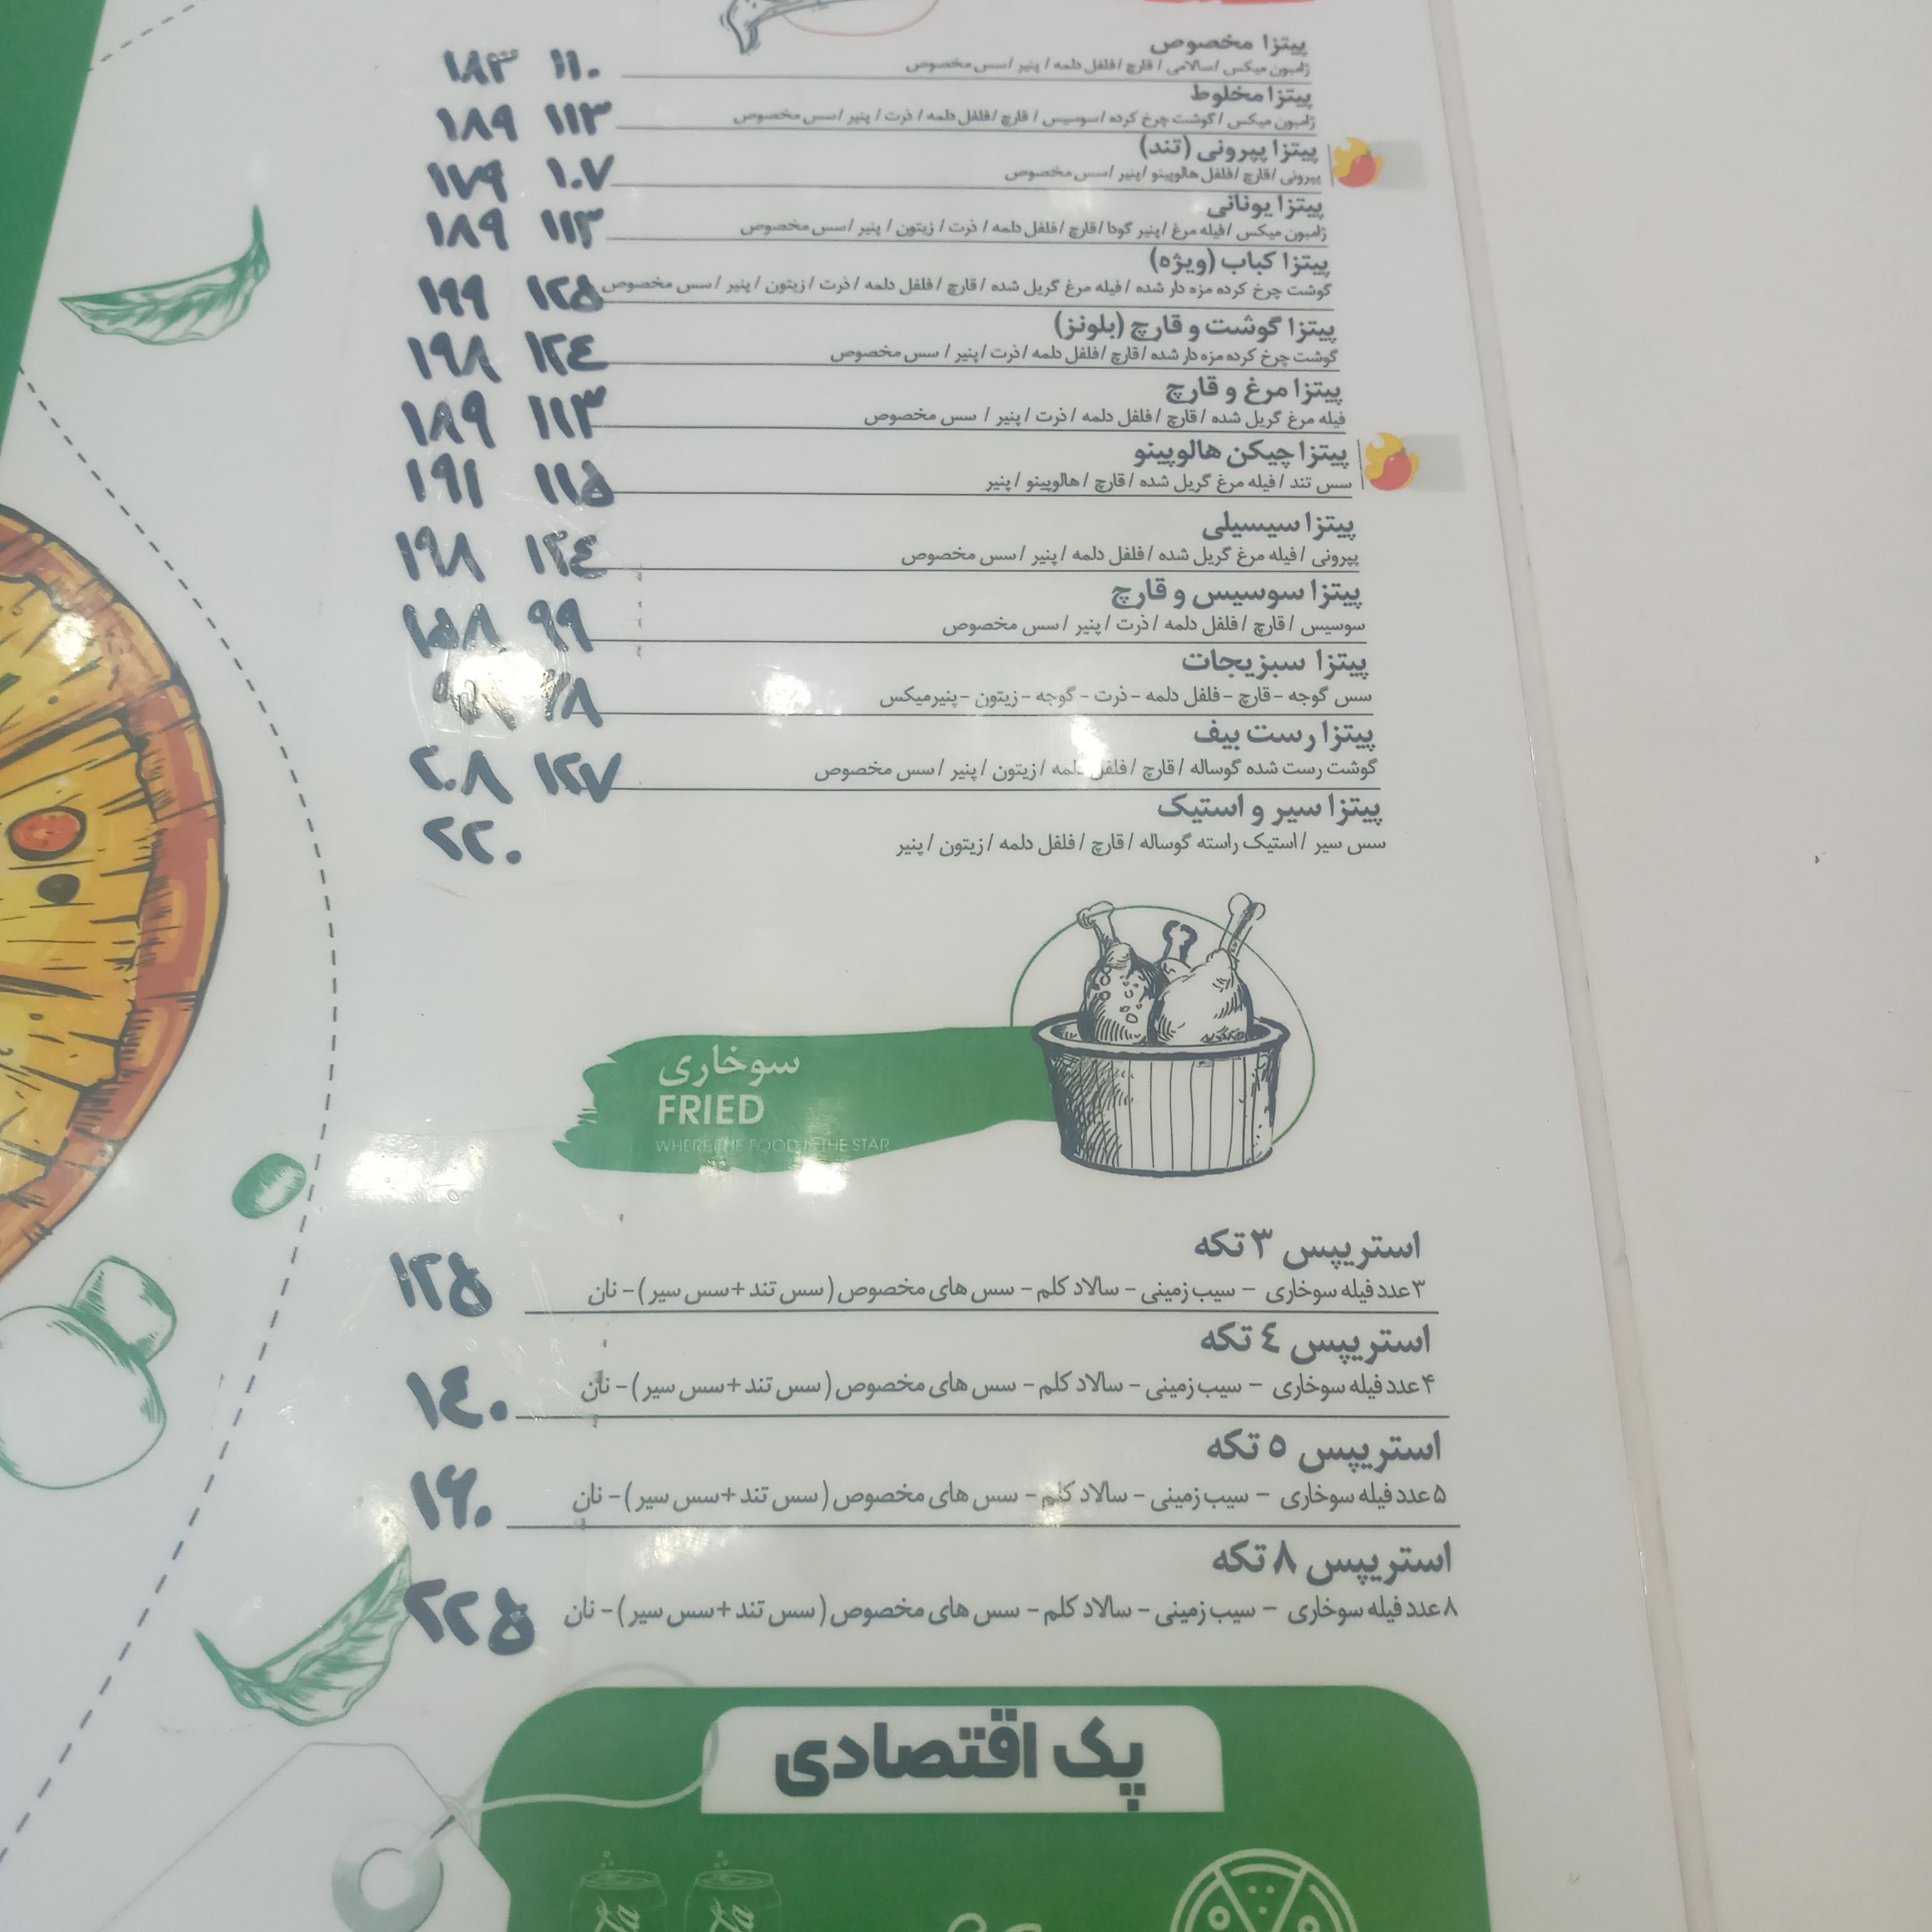 پیتزا مخصوص
ژامبون میکس / سالامی / قارچ / فلفل دلمه / پنیر / سس مخصوص
۱۱۰ ۱۸۳
پیتزا مخلوط
ژامبون میکس / گوشت چرخ کرده / سوسیس / قارچ / فلفل دلمه / ذرت / پنیر / سس مخصوص
۱۱۳ ۱۸۹
پیتزا پپرونی (تند)
پپرونی / قارچ / فلفل هالوپینو / پنیر / سس مخصوص
۱۰۷ ۱۷۹
پیتزا یونانی
ژامبون میکس / فیله مرغ / پنیر گودا / قارچ / فلفل دلمه / ذرت / زیتون / پنیر / سس مخصوص
۱۱۳ ۱۸۹
پیتزا کباب (ویژه)
گوشت چرخ کرده مزه دار شده / فیله مرغ گریل شده / قارچ / فلفل دلمه / ذرت / زیتون / پنیر / سس مخصوص
۱۲۵ ۱۹۹
پیتزا گوشت و قارچ (بلونز)
گوشت چرخ کرده مزه دار شده / قارچ / فلفل دلمه / ذرت / پنیر / سس مخصوص
۱۲٤ ۱۹۸
پیتزا مرغ و قارچ
فیله مرغ گریل شده / قارچ / فلفل دلمه / ذرت / پنیر / سس مخصوص
۱۱۳ ۱۸۹
پیتزا چیکن هالوپینو
سس تند / فیله مرغ گریل شده / قارچ / هالوپینو / پنیر
۱۱۵ ۱۹۱
پیتزا سیسیلی
پپرونی / فیله مرغ گریل شده / فلفل دلمه / پنیر / سس مخصوص
۱۲٤ ۱۹۸
پیتزا سوسیس و قارچ
سوسیس / قارچ / فلفل دلمه / ذرت / پنیر / سس مخصوص
۹۹ ۱۵۸
پیتزا سبزیجات
سس گوجه - قارچ - فلفل دلمه - ذرت - گوجه - زیتون - پنیرمیکس
پیتزا رست بیف
گوشت رست شده گوساله / قارچ / فلفل دلمه / زیتون / پنیر / سس مخصوص
۱۲۷ ۲۰۸
پیتزا سیر و استیک
سس سیر / استیک راسته گوساله / قارچ / فلفل دلمه / زیتون / پنیر
۲۲۰
سوخاری
FRIED
WHERE THE FOOD IS THE STAR
استریپس ۳ تکه
۳ عدد فیله سوخاری - سیب زمینی - سالاد کلم - سس های مخصوص (سس تند + سس سیر) - نان
۱۲۵
استریپس ٤ تکه
۴ عدد فیله سوخاری - سیب زمینی - سالاد کلم - سس های مخصوص (سس تند + سس سیر) - نان
۱٤۰
استریپس ۵ تکه
۵ عدد فیله سوخاری - سیب زمینی - سالاد کلم - سس های مخصوص (سس تند + سس سیر) - نان
۱۶۰
استریپس ۸ تکه
۸ عدد فیله سوخاری - سیب زمینی - سالاد کلم - سس های مخصوص (سس تند + سس سیر) - نان
۲۲۵
پک اقتصادی